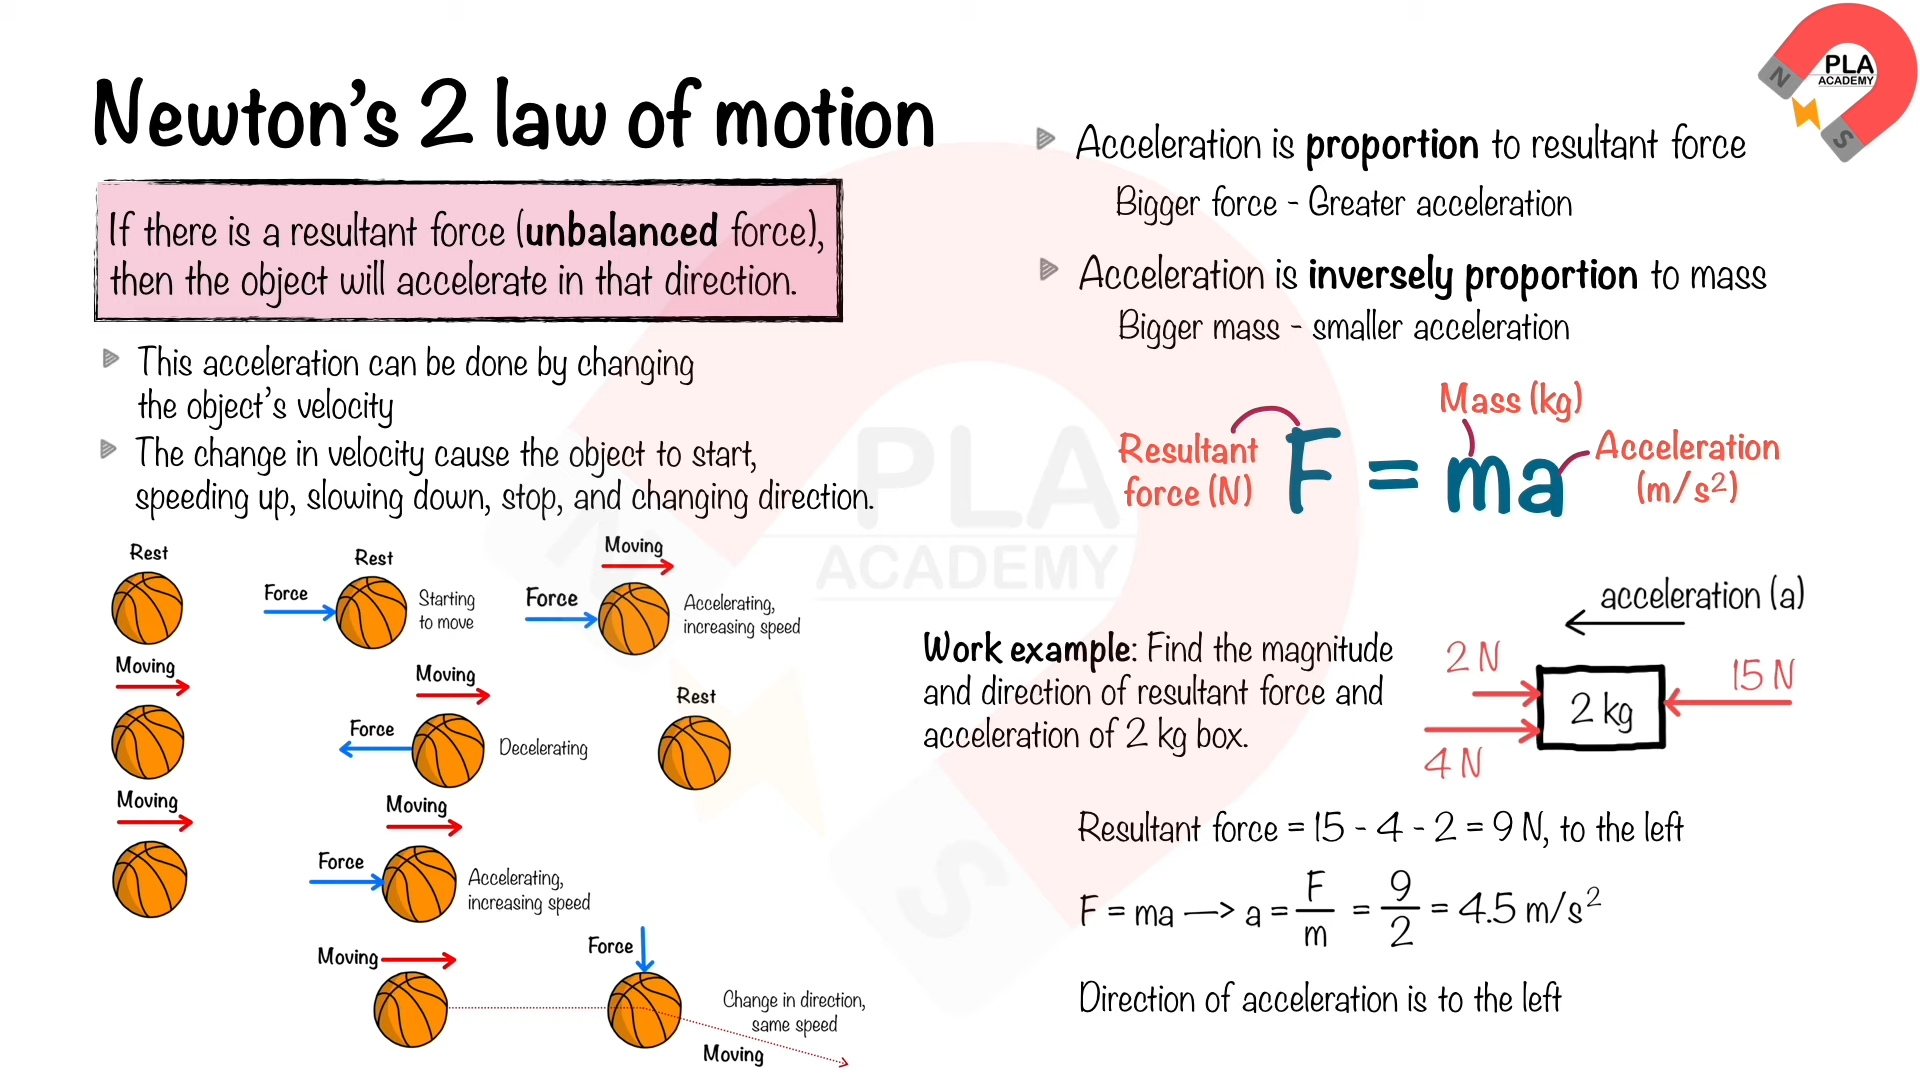 Newton's 2 law of motion
If there is a resultant force (unbalanced force),
then the object will accelerate in that direction.
This acceleration can be done by changing
the object's velocity
The change in velocity cause the object to start,
speeding up, slowing down, stop, and changing direction.
Rest
Force
Rest
Starting
to move
Moving
Force
Accelerating,
increasing speed
Moving
Moving
Force
Decelerating
Rest
Moving
Moving
Force
Accelerating,
increasing speed
Moving
Force
Change in direction,
same speed
Moving
N
PLA
ACADEMY
S
Acceleration is proportion to resultant force
Bigger force - Greater acceleration
Acceleration is inversely proportion to mass
Bigger mass - smaller acceleration
Mass (kg)
Resultant
force (N)
F = ma
Acceleration
(m/s²)
Work example: Find the magnitude
and direction of resultant force and
acceleration of 2 kg box.
acceleration (a)
2 N
15 N
2 kg
4 N
Resultant force = 15 - 4 - 2 = 9 N, to the left
F = ma —> a = F/m = 9/2 = 4.5 m/s²
Direction of acceleration is to the left
N
PLA
ACADEMY
S